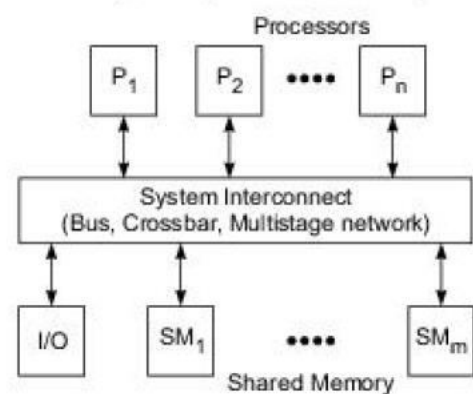 Processors
P1 P2 •••• Pn
System Interconnect
(Bus, Crossbar, Multistage network)
I/O SM1 •••• SMm
Shared Memory